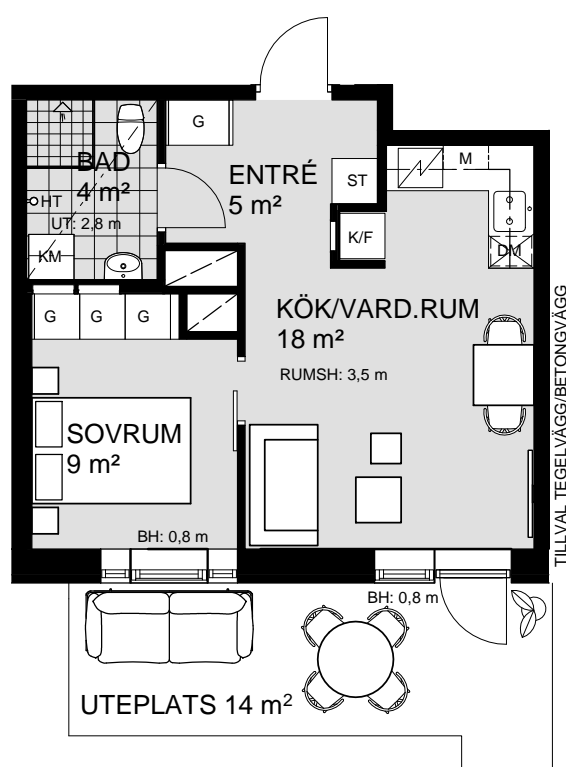 G
BAD
4 m²
HT
UT: 2,8 m
KM
ENTRÉ
5 m²
ST
M
K/F
DM
G G G
KÖK/VARD.RUM
18 m²
RUMSH: 3,5 m
SOVRUM
9 m²
BH: 0,8 m
BH: 0,8 m
UTEPLATS 14 m²
TILLVAL TEGELVÄGG/BETONGVÄGG